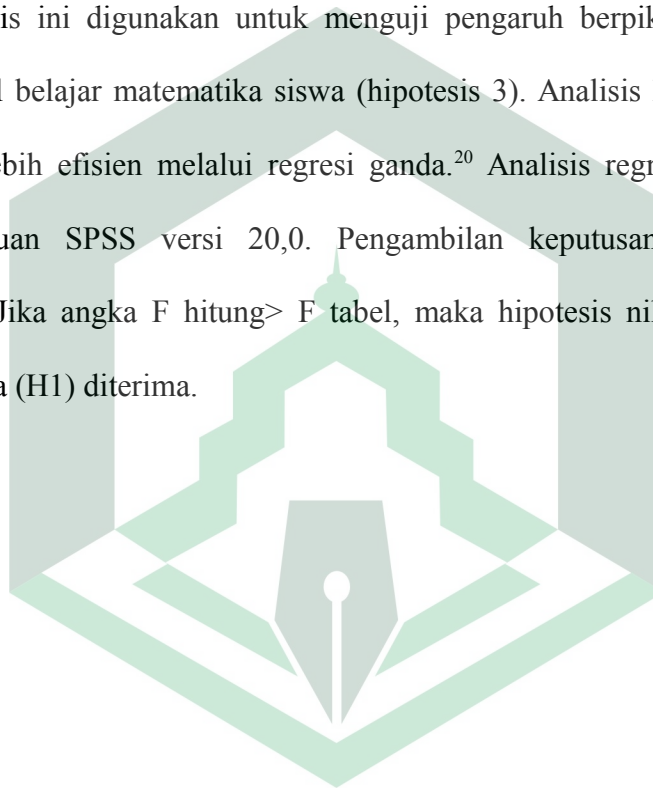 is ini digunakan untuk menguji pengaruh berpik
l belajar matematika siswa (hipotesis 3). Analisis
ebih efisien melalui regresi ganda.20 Analisis regr
uan SPSS versi 20,0. Pengambilan keputusan
Jika angka F hitung> F tabel, maka hipotesis nil
a (H1) diterima.